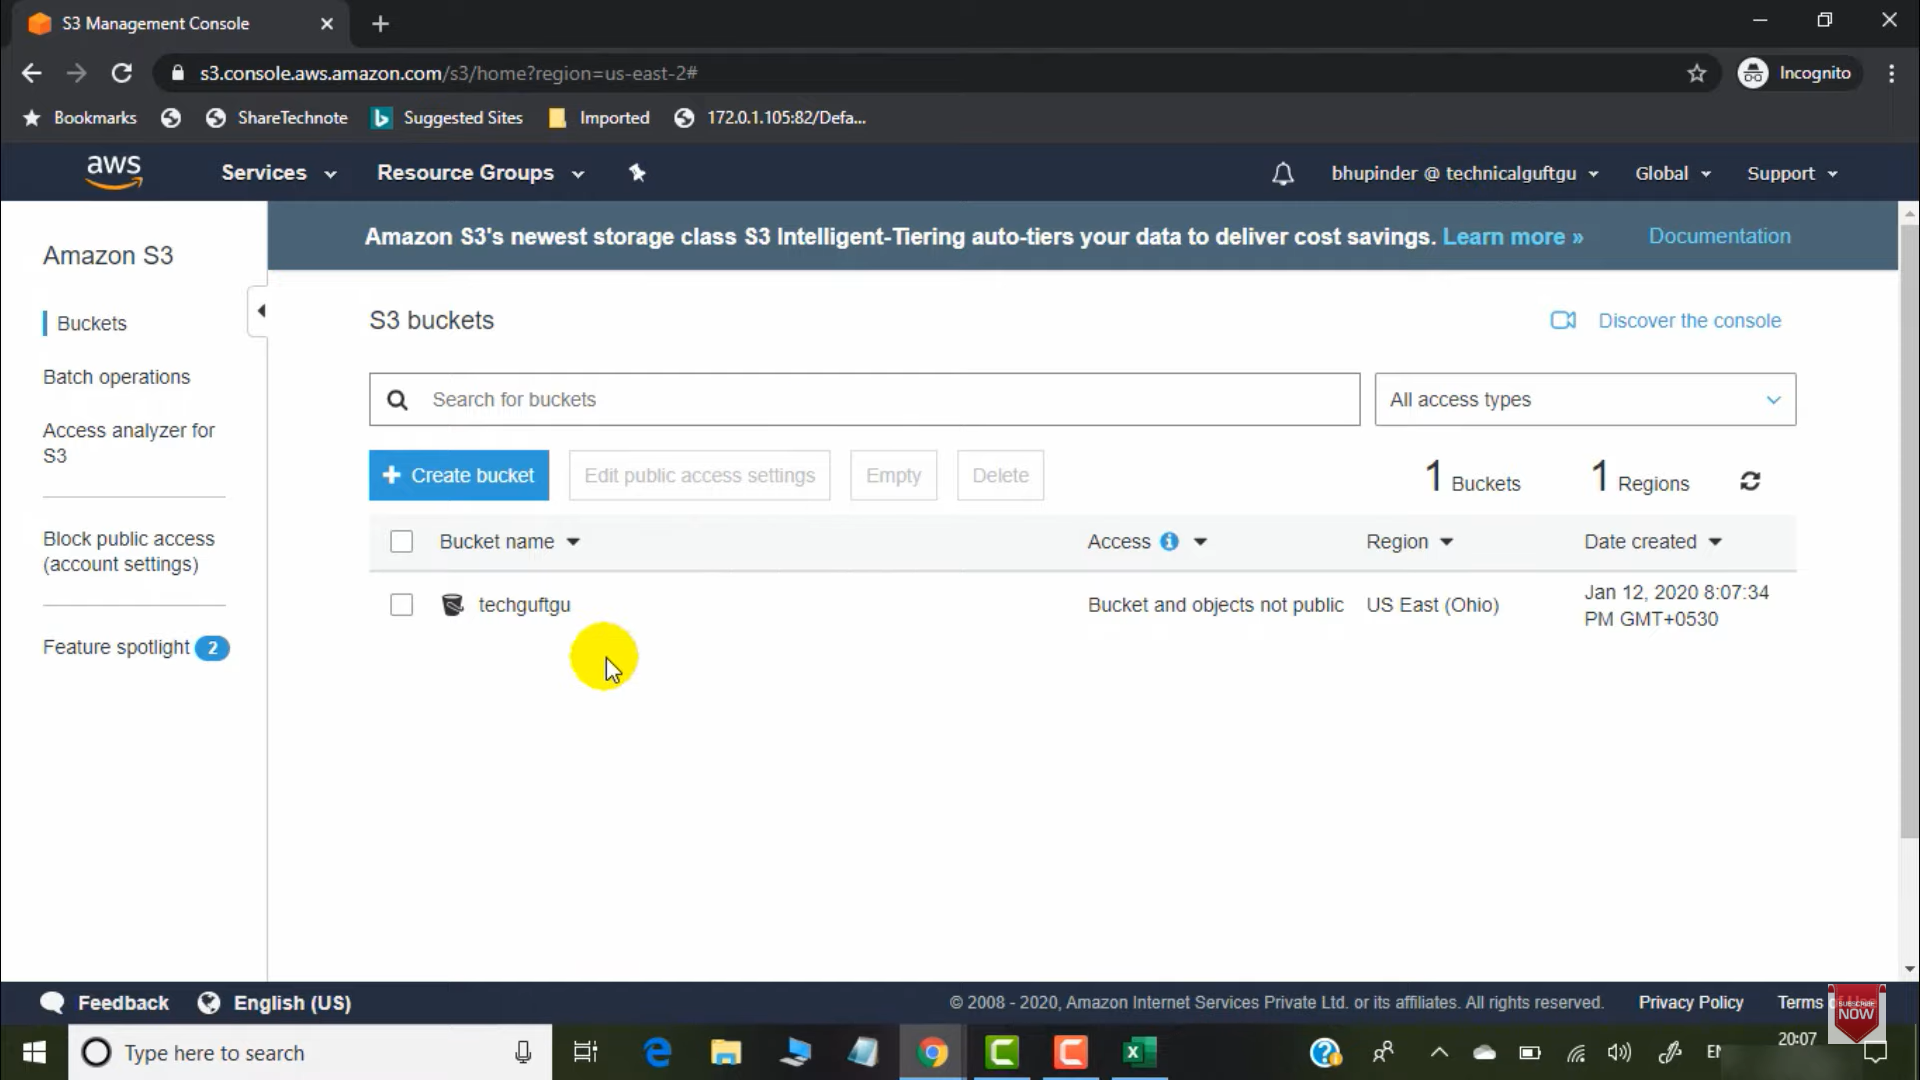 S3 Management Console
s3.console.aws.amazon.com/s3/home?region=us-east-2#
Incognito
Bookmarks
ShareTechnote
Suggested Sites
Imported
172.0.1.105:82/Defa...
aws
Services
Resource Groups
bhupinder @ technicalguftgu
Global
Support
Amazon S3
Buckets
Batch operations
Access analyzer for
S3
Block public access
(account settings)
Feature spotlight 2
Amazon S3's newest storage class S3 Intelligent-Tiering auto-tiers your data to deliver cost savings. Learn more »
Documentation
S3 buckets
Discover the console
Search for buckets
All access types
+ Create bucket
Edit public access settings
Empty
Delete
1 Buckets
1 Regions
Bucket name
Access
Region
Date created
techguftgu
Bucket and objects not public
US East (Ohio)
Jan 12, 2020 8:07:34
PM GMT+0530
Feedback
English (US)
© 2008 - 2020, Amazon Internet Services Private Ltd. or its affiliates. All rights reserved.
Privacy Policy
Terms
SUBSCRIBE
NOW
Type here to search
20:07